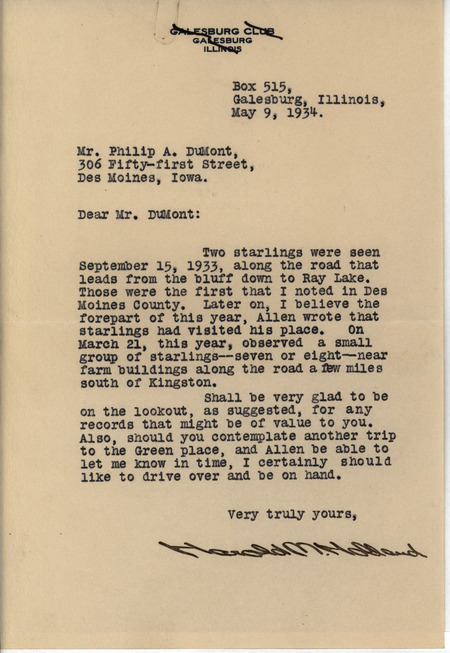 GALESBURG CLUB
GALESBURG
ILLINOIS
Box 515,
Galesburg, Illinois,
May 9, 1934.
Mr. Philip A. DuMont,
306 Fifty-first Street,
Des Moines, Iowa.
Dear Mr. DuMont:
Two starlings were seen
September 15, 1933, along the road that
leads from the bluff down to Ray Lake.
Those were the first that I noted in Des
Moines County. Later on, I believe the
forepart of this year, Allen wrote that
starlings had visited his place. On
March 21, this year, observed a small
group of starlings--seven or eight--near
farm buildings along the road a few miles
south of Kingston.
Shall be very glad to be
on the lookout, as suggested, for any
records that might be of value to you.
Also, should you contemplate another trip
to the Green place, and Allen be able to
let me know in time, I certainly should
like to drive over and be on hand.
Very truly yours,
Harold M. Holland